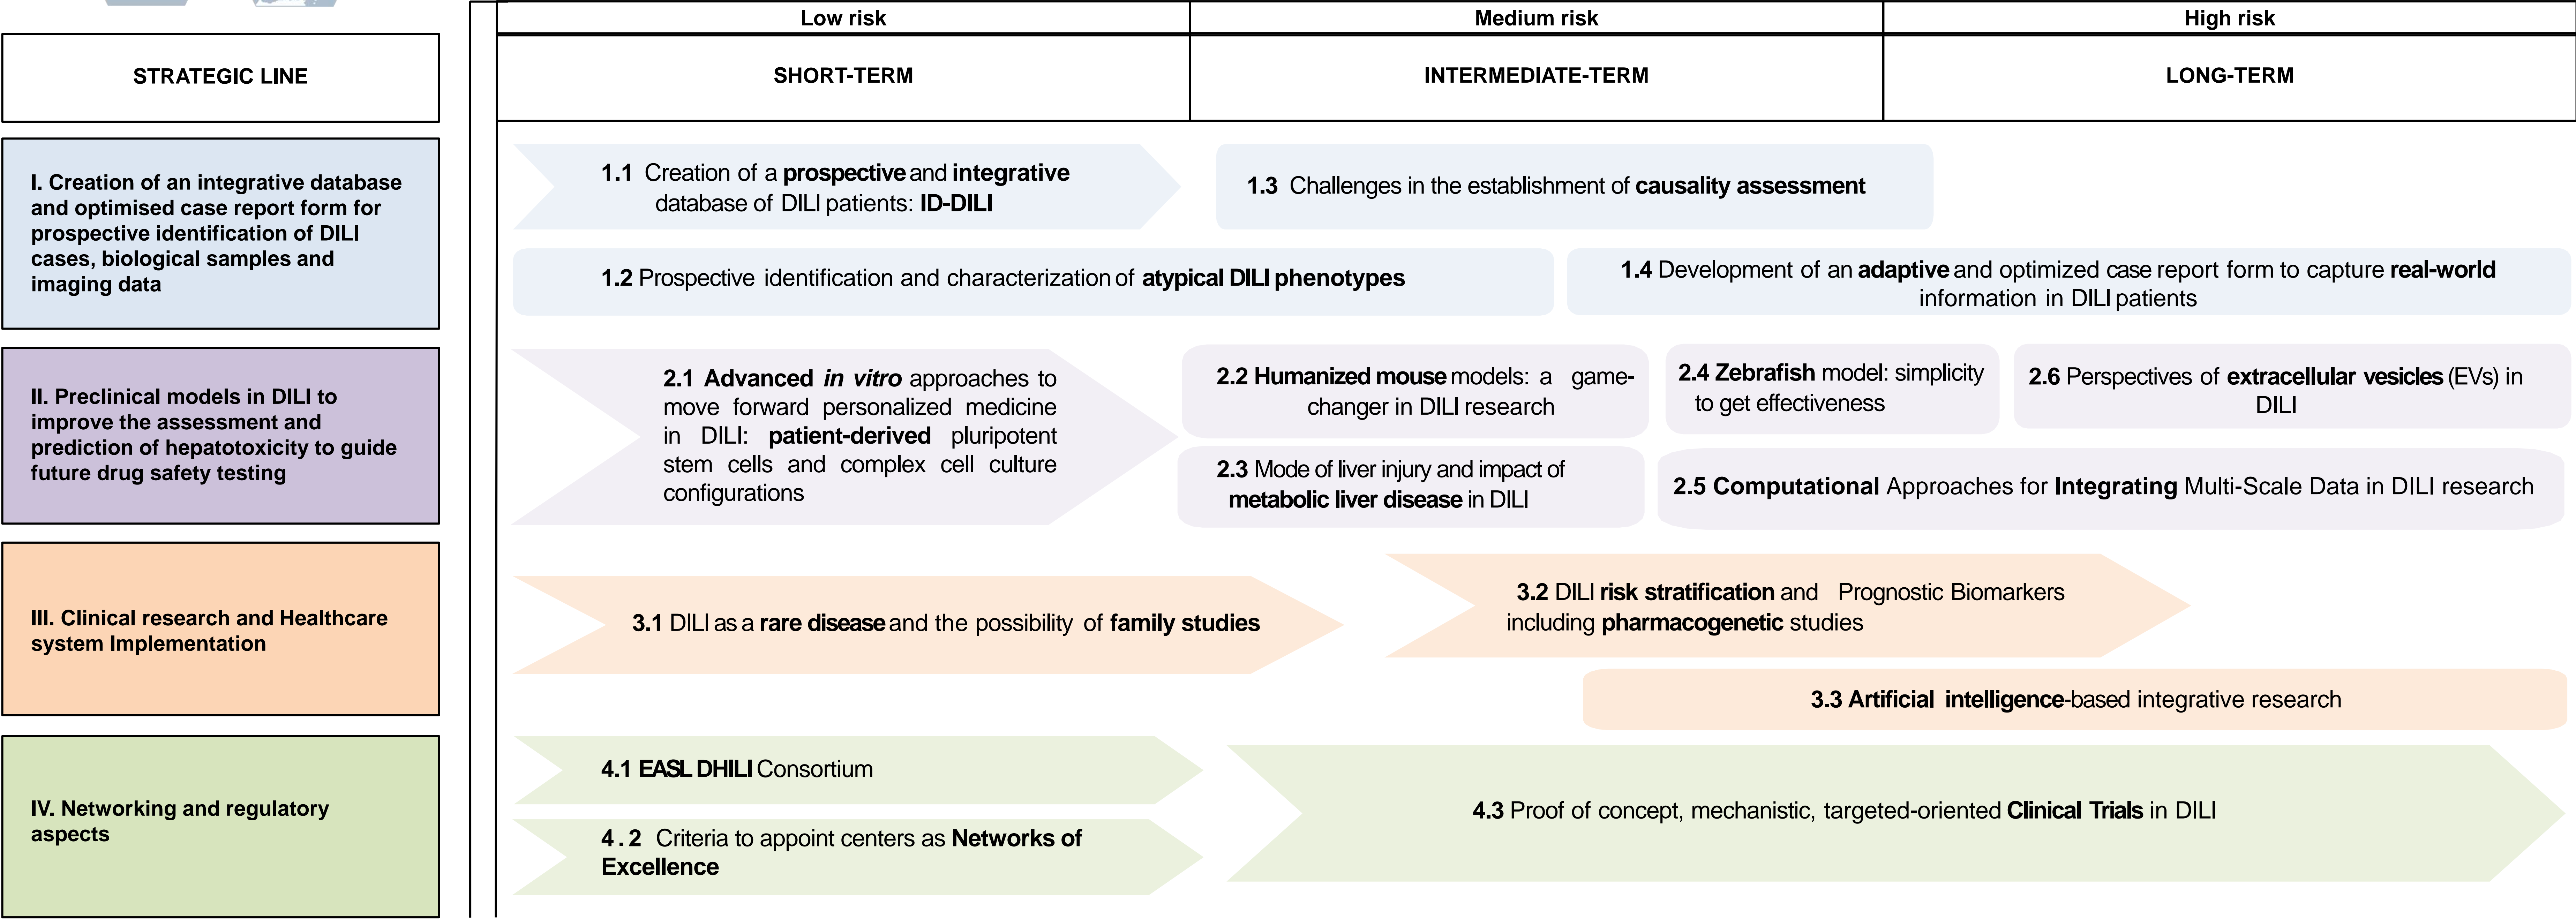 Low risk
Medium risk
High risk
STRATEGIC LINE
SHORT-TERM
INTERMEDIATE-TERM
LONG-TERM
I. Creation of an integrative database
and optimised case report form for
prospective identification of DILI
cases, biological samples and
imaging data
1.1 Creation of a prospective and integrative
database of DILI patients: ID-DILI
1.3 Challenges in the establishment of causality assessment
1.2 Prospective identification and characterization of atypical DILI phenotypes
1.4 Development of an adaptive and optimized case report form to capture real-world
information in DILI patients
II. Preclinical models in DILI to
improve the assessment and
prediction of hepatotoxicity to guide
future drug safety testing
2.1 Advanced in vitro approaches to
move forward personalized medicine
in DILI: patient-derived pluripotent
stem cells and complex cell culture
configurations
2.2 Humanized mouse models: a game-
changer in DILI research
2.4 Zebrafish model: simplicity
to get effectiveness
2.6 Perspectives of extracellular vesicles (EVs) in
DILI
2.3 Mode of liver injury and impact of
metabolic liver disease in DILI
2.5 Computational Approaches for Integrating Multi-Scale Data in DILI research
III. Clinical research and Healthcare
system Implementation
3.1 DILI as a rare disease and the possibility of family studies
3.2 DILI risk stratification and Prognostic Biomarkers
including pharmacogenetic studies
3.3 Artificial intelligence-based integrative research
IV. Networking and regulatory
aspects
4.1 EASL DHILI Consortium
4.2 Criteria to appoint centers as Networks of
Excellence
4.3 Proof of concept, mechanistic, targeted-oriented Clinical Trials in DILI